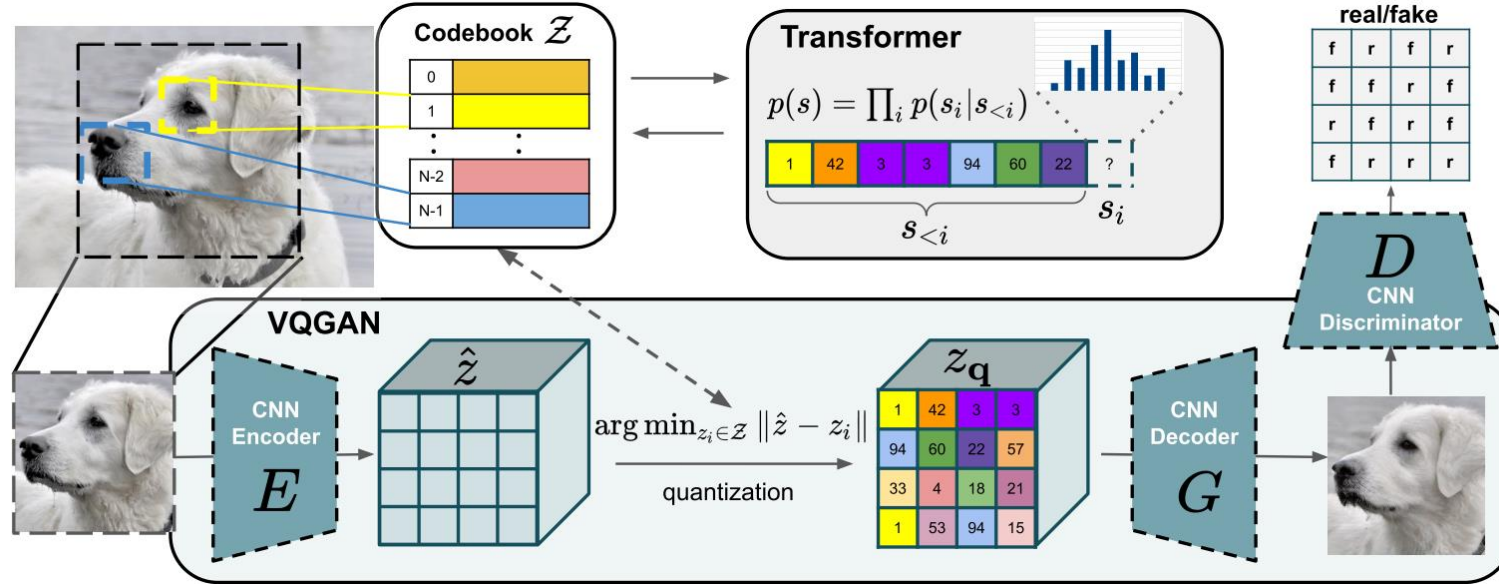 Codebook 𝒵
0
1
N-2
N-1
Transformer
p(s) = ∏ᵢ p(sᵢ|s<ᵢ)
1 42 3 3 94 60 22 ?
s<ᵢ
sᵢ
real/fake
f r f r
f f r r
r f r f
f r r r
D
CNN
Discriminator
VQGAN
CNN
Encoder
E
ẑ
arg min_{zᵢ∈𝒵} ‖ẑ − zᵢ‖
quantization
z_q
1 42 3 3
94 60 22 57
33 4 18 21
1 53 94 15
CNN
Decoder
G